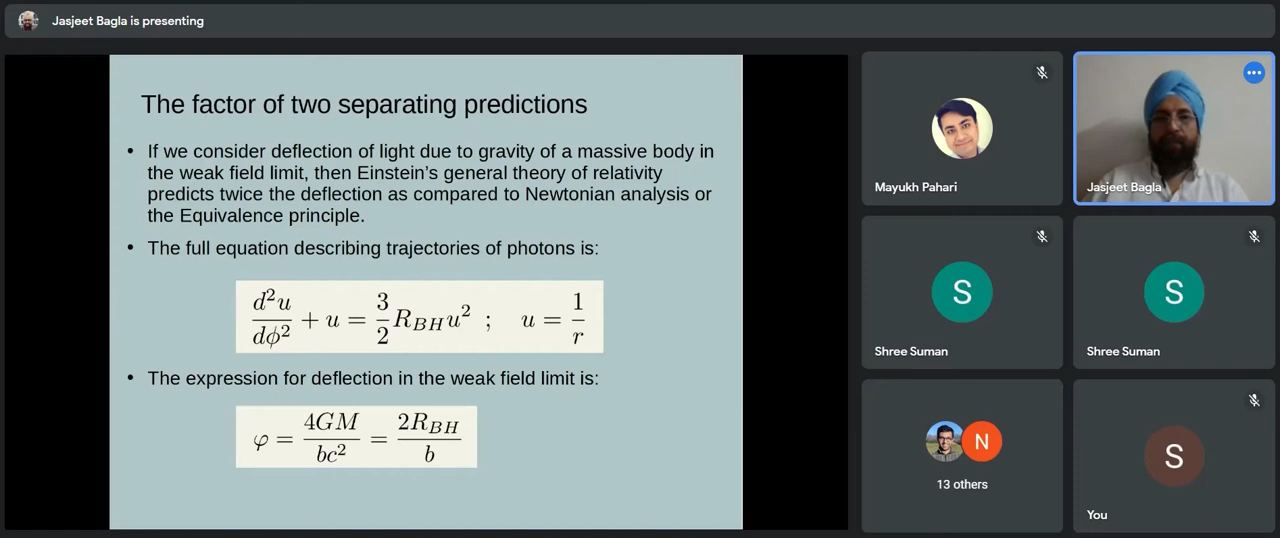 Jasjeet Bagla is presenting
The factor of two separating predictions
• If we consider deflection of light due to gravity of a massive body in
the weak field limit, then Einstein's general theory of relativity
predicts twice the deflection as compared to Newtonian analysis or
the Equivalence principle.
• The full equation describing trajectories of photons is:
d²u/dϕ² + u = 3/2 R_BH u² ; u = 1/r
• The expression for deflection in the weak field limit is:
φ = 4GM/bc² = 2R_BH/b
Mayukh Pahari
Jasjeet Bagla
S
Shree Suman
S
Shree Suman
N
13 others
S
You